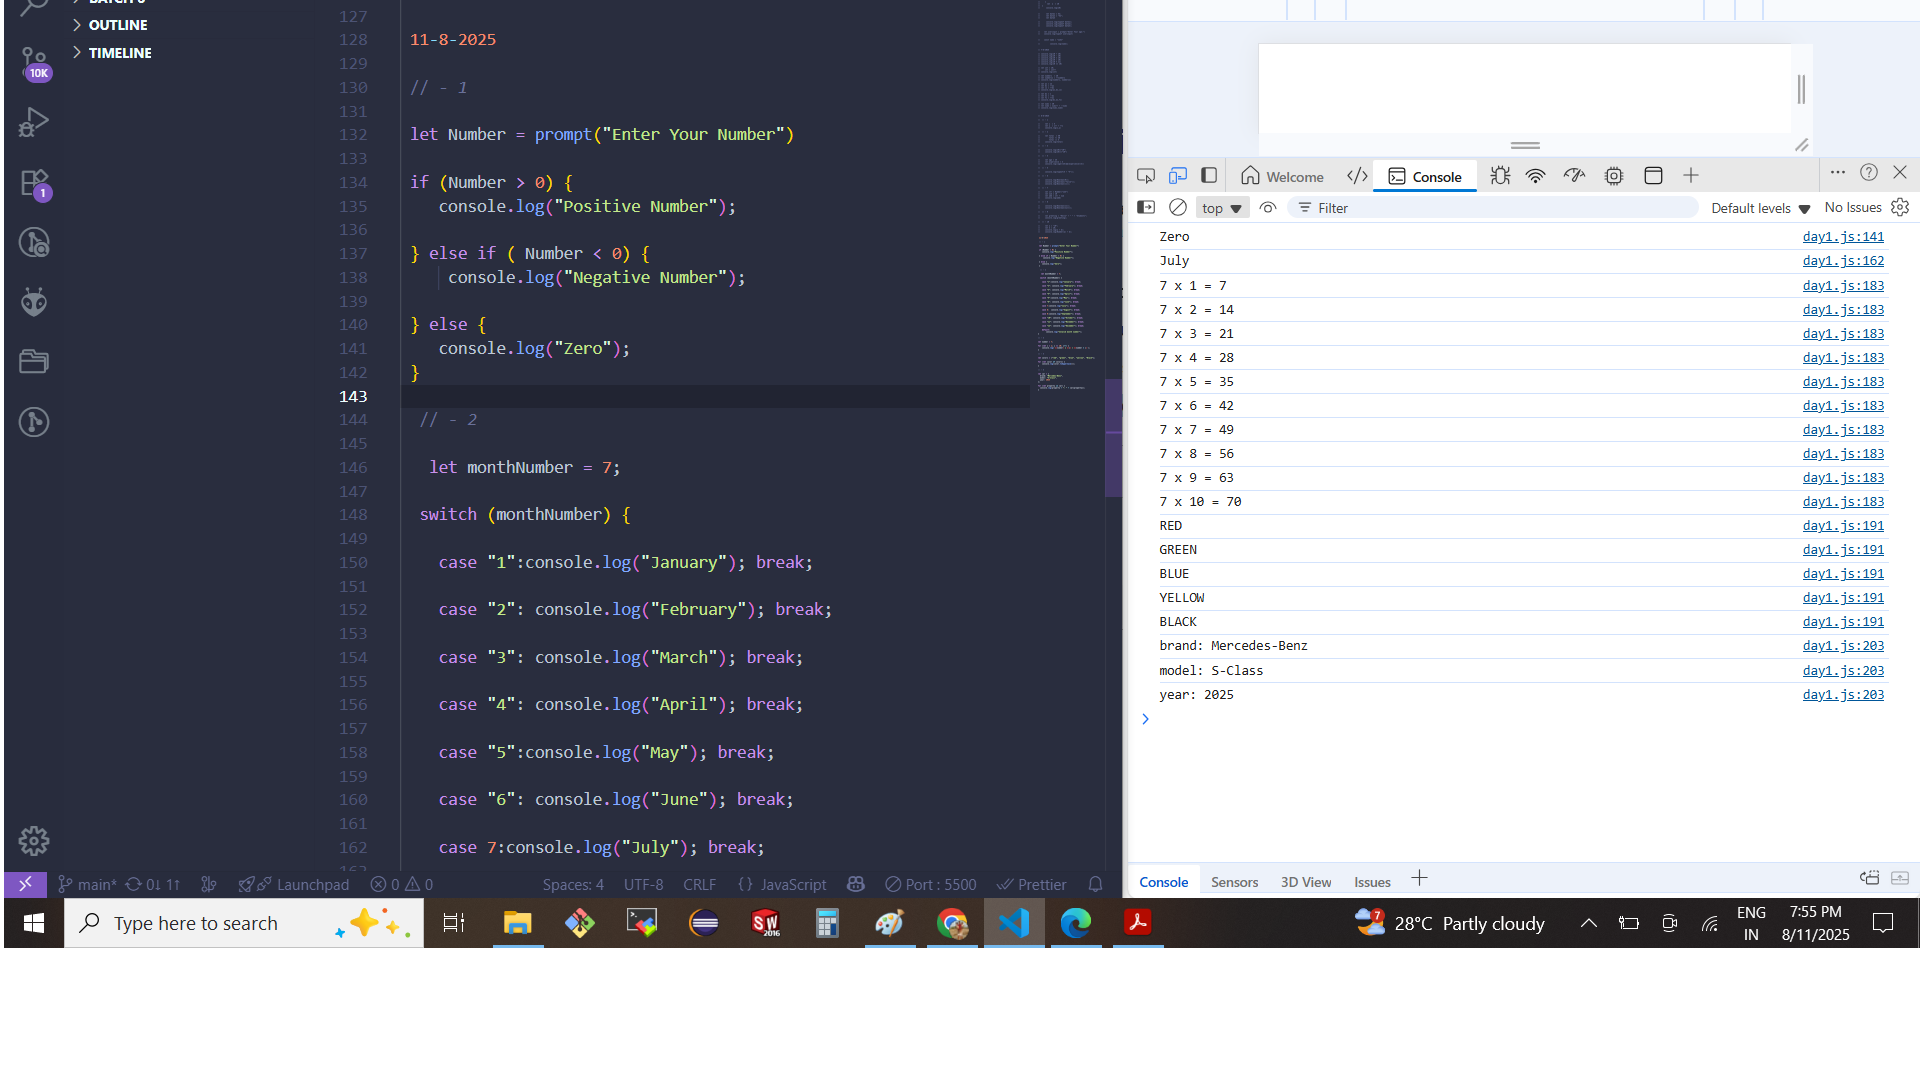 BATCH 6
OUTLINE
TIMELINE
10K
1
127
128 11-8-2025
129
130 // - 1
131
132 let Number = prompt("Enter Your Number")
133
134 if (Number > 0) {
135 console.log("Positive Number");
136
137 } else if ( Number < 0) {
138 console.log("Negative Number");
139
140 } else {
141 console.log("Zero");
142 }
143
144 // - 2
145
146 let monthNumber = 7;
147
148 switch (monthNumber) {
149
150 case "1":console.log("January"); break;
151
152 case "2": console.log("February"); break;
153
154 case "3": console.log("March"); break;
155
156 case "4": console.log("April"); break;
157
158 case "5":console.log("May"); break;
159
160 case "6": console.log("June"); break;
161
162 case 7:console.log("July"); break;
main* 0↓ 1↑ Launchpad 0 0 Spaces: 4 UTF-8 CRLF {} JavaScript Port : 5500 Prettier
Welcome Console
top Filter Default levels No Issues
Zero day1.js:141
July day1.js:162
7 x 1 = 7 day1.js:183
7 x 2 = 14 day1.js:183
7 x 3 = 21 day1.js:183
7 x 4 = 28 day1.js:183
7 x 5 = 35 day1.js:183
7 x 6 = 42 day1.js:183
7 x 7 = 49 day1.js:183
7 x 8 = 56 day1.js:183
7 x 9 = 63 day1.js:183
7 x 10 = 70 day1.js:183
RED day1.js:191
GREEN day1.js:191
BLUE day1.js:191
YELLOW day1.js:191
BLACK day1.js:191
brand: Mercedes-Benz day1.js:203
model: S-Class day1.js:203
year: 2025 day1.js:203
Console Sensors 3D View Issues
Type here to search
SW
2016
7
28°C Partly cloudy
ENG
IN
7:55 PM
8/11/2025